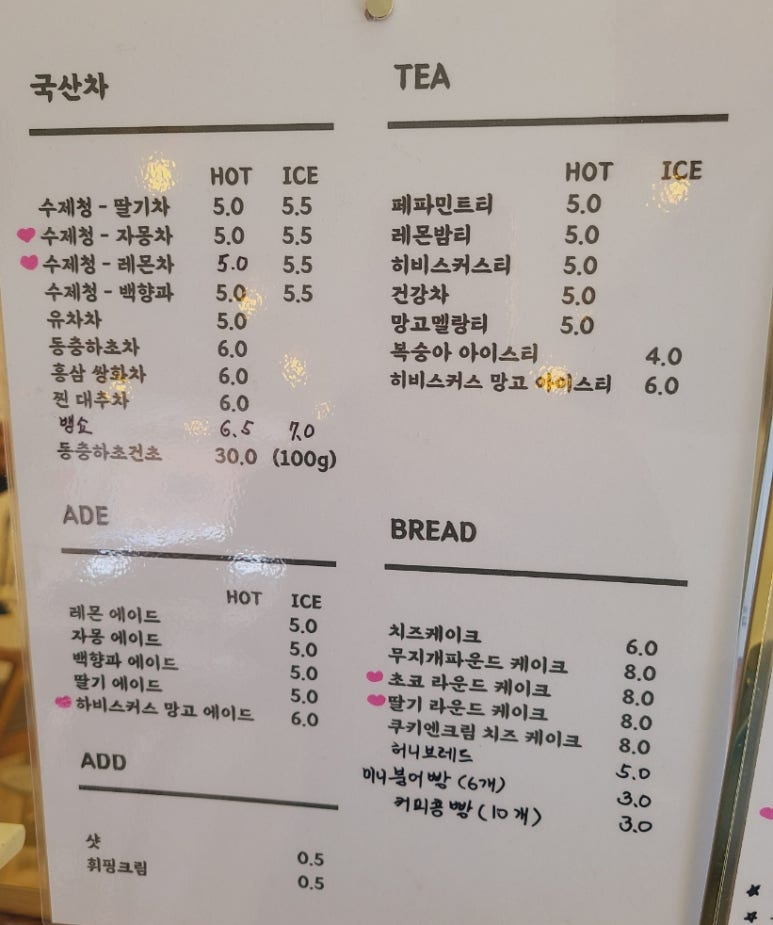 국산차
HOT ICE
수제청 - 딸기차 5.0 5.5
수제청 - 자몽차 5.0 5.5
수제청 - 레몬차 5.0 5.5
수제청 - 백향과 5.0 5.5
유차차 5.0
동충하초차 6.0
홍삼 쌍화차 6.0
찐 대추차 6.0
뱅쇼 6.5 7.0
동충하초건초 30.0 (100g)
TEA
HOT ICE
페파민트티 5.0
레몬밤티 5.0
히비스커스티 5.0
건강차 5.0
망고멜랑티 5.0
복숭아 아이스티 4.0
히비스커스 망고 아이스티 6.0
ADE
HOT ICE
레몬 에이드 5.0
자몽 에이드 5.0
백향과 에이드 5.0
딸기 에이드 5.0
하비스커스 망고 에이드 6.0
BREAD
치즈케이크 6.0
무지개파운드 케이크 8.0
초코 라운드 케이크 8.0
딸기 라운드 케이크 8.0
쿠키앤크림 치즈 케이크 8.0
허니브레드 5.0
미니붕어빵 (6개) 3.0
커피콩빵 (10개) 3.0
ADD
샷 0.5
휘핑크림 0.5